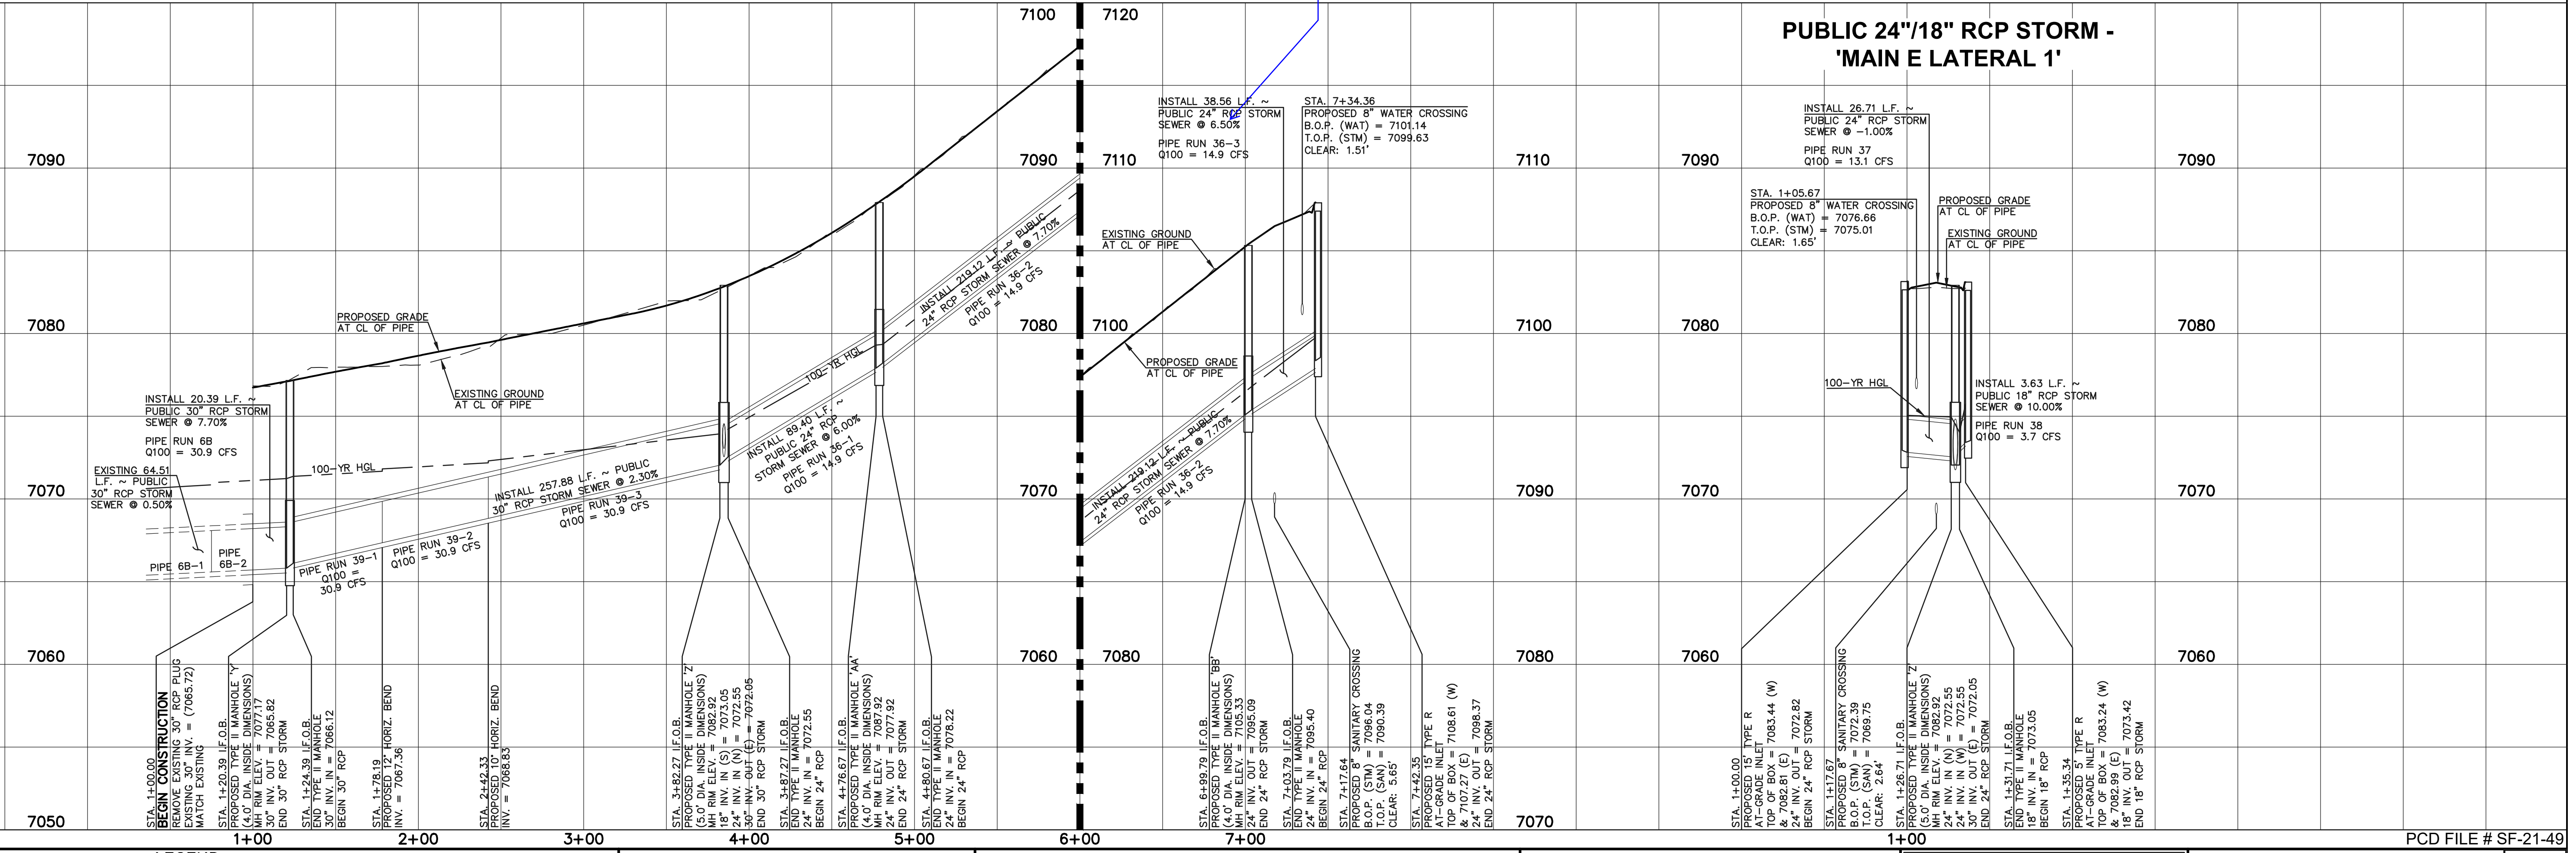 PUBLIC 24"/18" RCP STORM -
'MAIN E LATERAL 1'
7100
7120
7090
7090
7110
7110
7090
7090
7080
7080
7100
7100
7080
7080
7070
7070
7090
7070
7070
7060
7060
7080
7080
7060
7060
7050
7070
1+00
2+00
3+00
4+00
5+00
6+00
7+00
1+00
PCD FILE # SF-21-49
INSTALL 20.39 L.F. ~
PUBLIC 30" RCP STORM
SEWER @ 7.70%
PIPE RUN 6B
Q100 = 30.9 CFS
EXISTING 64.51
L.F. ~ PUBLIC
30" RCP STORM
SEWER @ 0.50%
PIPE 6B-1
PIPE
6B-2
PROPOSED GRADE
AT CL OF PIPE
EXISTING GROUND
AT CL OF PIPE
100-YR HGL
PIPE RUN 39-1
Q100 =
30.9 CFS
PIPE RUN 39-2
Q100 = 30.9 CFS
INSTALL 257.88 L.F. ~ PUBLIC
30" RCP STORM SEWER @ 2.30%
PIPE RUN 39-3
Q100 = 30.9 CFS
100-YR HGL
INSTALL 89.40 L.F. ~
PUBLIC 24" RCP
STORM SEWER @ 6.00%
PIPE RUN 36-1
Q100 = 14.9 CFS
INSTALL 219.12 L.F. ~ PUBLIC
24" RCP STORM SEWER @ 7.70%
PIPE RUN 36-2
Q100 = 14.9 CFS
STA. 1+00.00
BEGIN CONSTRUCTION
REMOVE EXISTING 30" RCP PLUG
EXISTING 30" INV. = (7065.72)
MATCH EXISTING
STA. 1+20.39 I.F.O.B.
PROPOSED TYPE II MANHOLE 'Y'
(4.0' DIA. INSIDE DIMENSIONS)
MH RIM ELEV. = 7077.17
30" INV. OUT = 7065.82
END 30" RCP STORM
STA. 1+24.39 I.F.O.B.
END TYPE II MANHOLE
30" INV. IN = 7066.12
BEGIN 30" RCP
STA. 1+78.19
PROPOSED 12° HORIZ. BEND
INV. = 7067.36
STA. 2+42.33
PROPOSED 10° HORIZ. BEND
INV. = 7068.83
STA. 3+82.27 I.F.O.B.
PROPOSED TYPE II MANHOLE 'Z'
(5.0' DIA. INSIDE DIMENSIONS)
MH RIM ELEV. = 7082.92
18" INV. IN (S) = 7073.05
24" INV. IN (N) = 7072.55
30" INV. OUT (E) = 7072.05
END 30" RCP STORM
STA. 3+87.27 I.F.O.B.
END TYPE II MANHOLE
24" INV. IN = 7072.55
BEGIN 24" RCP
STA. 4+76.67 I.F.O.B.
PROPOSED TYPE II MANHOLE 'AA'
(4.0' DIA. INSIDE DIMENSIONS)
MH RIM ELEV. = 7087.92
24" INV. OUT = 7077.92
END 24" RCP STORM
STA. 4+80.67 I.F.O.B.
END TYPE II MANHOLE
24" INV. IN = 7078.22
BEGIN 24" RCP
INSTALL 38.56 L.F. ~
PUBLIC 24" RCP STORM
SEWER @ 6.50%
PIPE RUN 36-3
Q100 = 14.9 CFS
STA. 7+34.36
PROPOSED 8" WATER CROSSING
B.O.P. (WAT) = 7101.14
T.O.P. (STM) = 7099.63
CLEAR: 1.51'
EXISTING GROUND
AT CL OF PIPE
PROPOSED GRADE
AT CL OF PIPE
INSTALL 219.12 L.F. ~ PUBLIC
24" RCP STORM SEWER @ 7.70%
PIPE RUN 36-2
Q100 = 14.9 CFS
STA. 6+99.79 I.F.O.B.
PROPOSED TYPE II MANHOLE 'BB'
(4.0' DIA. INSIDE DIMENSIONS)
MH RIM ELEV. = 7105.33
24" INV. OUT = 7095.09
END 24" RCP STORM
STA. 7+03.79 I.F.O.B.
END TYPE II MANHOLE
24" INV. IN = 7095.40
BEGIN 24" RCP
STA. 7+17.64
PROPOSED 8" SANITARY CROSSING
B.O.P. (STM) = 7096.04
T.O.P. (SAN) = 7090.39
CLEAR: 5.65'
STA. 7+42.35
PROPOSED 15' TYPE R
AT-GRADE INLET
TOP OF BOX = 7108.61 (W)
& 7107.27 (E)
24" INV. OUT = 7098.37
END 24" RCP STORM
INSTALL 26.71 L.F. ~
PUBLIC 24" RCP STORM
SEWER @ -1.00%
PIPE RUN 37
Q100 = 13.1 CFS
STA. 1+05.67
PROPOSED 8" WATER CROSSING
B.O.P. (WAT) = 7076.66
T.O.P. (STM) = 7075.01
CLEAR: 1.65'
PROPOSED GRADE
AT CL OF PIPE
EXISTING GROUND
AT CL OF PIPE
100-YR HGL
INSTALL 3.63 L.F. ~
PUBLIC 18" RCP STORM
SEWER @ 10.00%
PIPE RUN 38
Q100 = 3.7 CFS
STA. 1+00.00
PROPOSED 15' TYPE R
AT-GRADE INLET
TOP OF BOX = 7083.44 (W)
& 7082.81 (E)
24" INV. OUT = 7072.82
BEGIN 24" RCP STORM
STA. 1+17.67
PROPOSED 8" SANITARY CROSSING
B.O.P. (STM) = 7072.39
T.O.P. (SAN) = 7069.75
CLEAR: 2.64'
STA. 1+26.71 I.F.O.B.
PROPOSED TYPE II MANHOLE 'Z'
(5.0' DIA. INSIDE DIMENSIONS)
MH RIM ELEV. = 7082.92
24" INV. IN (N) = 7072.55
24" INV. IN (W) = 7072.55
30" INV. OUT (E) = 7072.05
END 24" RCP STORM
STA. 1+31.71 I.F.O.B.
END TYPE II MANHOLE
18" INV. IN = 7073.05
BEGIN 18" RCP
STA. 1+35.34
PROPOSED 5' TYPE R
AT-GRADE INLET
TOP OF BOX = 7083.24 (W)
& 7082.99 (E)
18" INV. OUT = 7073.42
END 18" RCP STORM